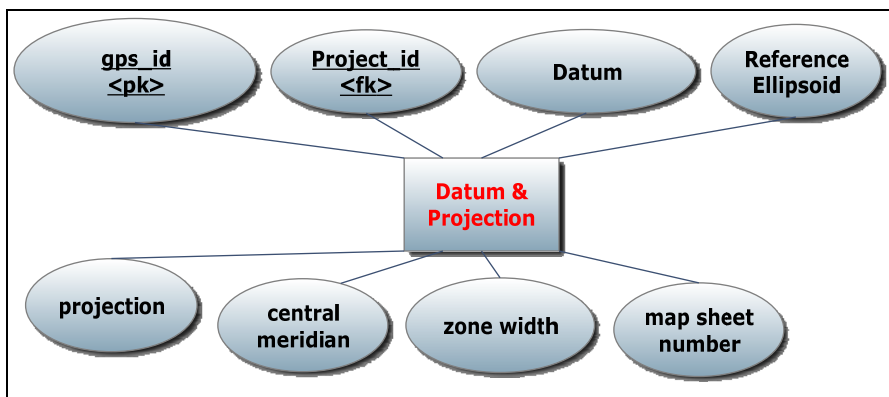 gps_id
<pk>
Project_id
<fk>
Datum
Reference
Ellipsoid
Datum &
Projection
projection
central
meridian
zone width
map sheet
number